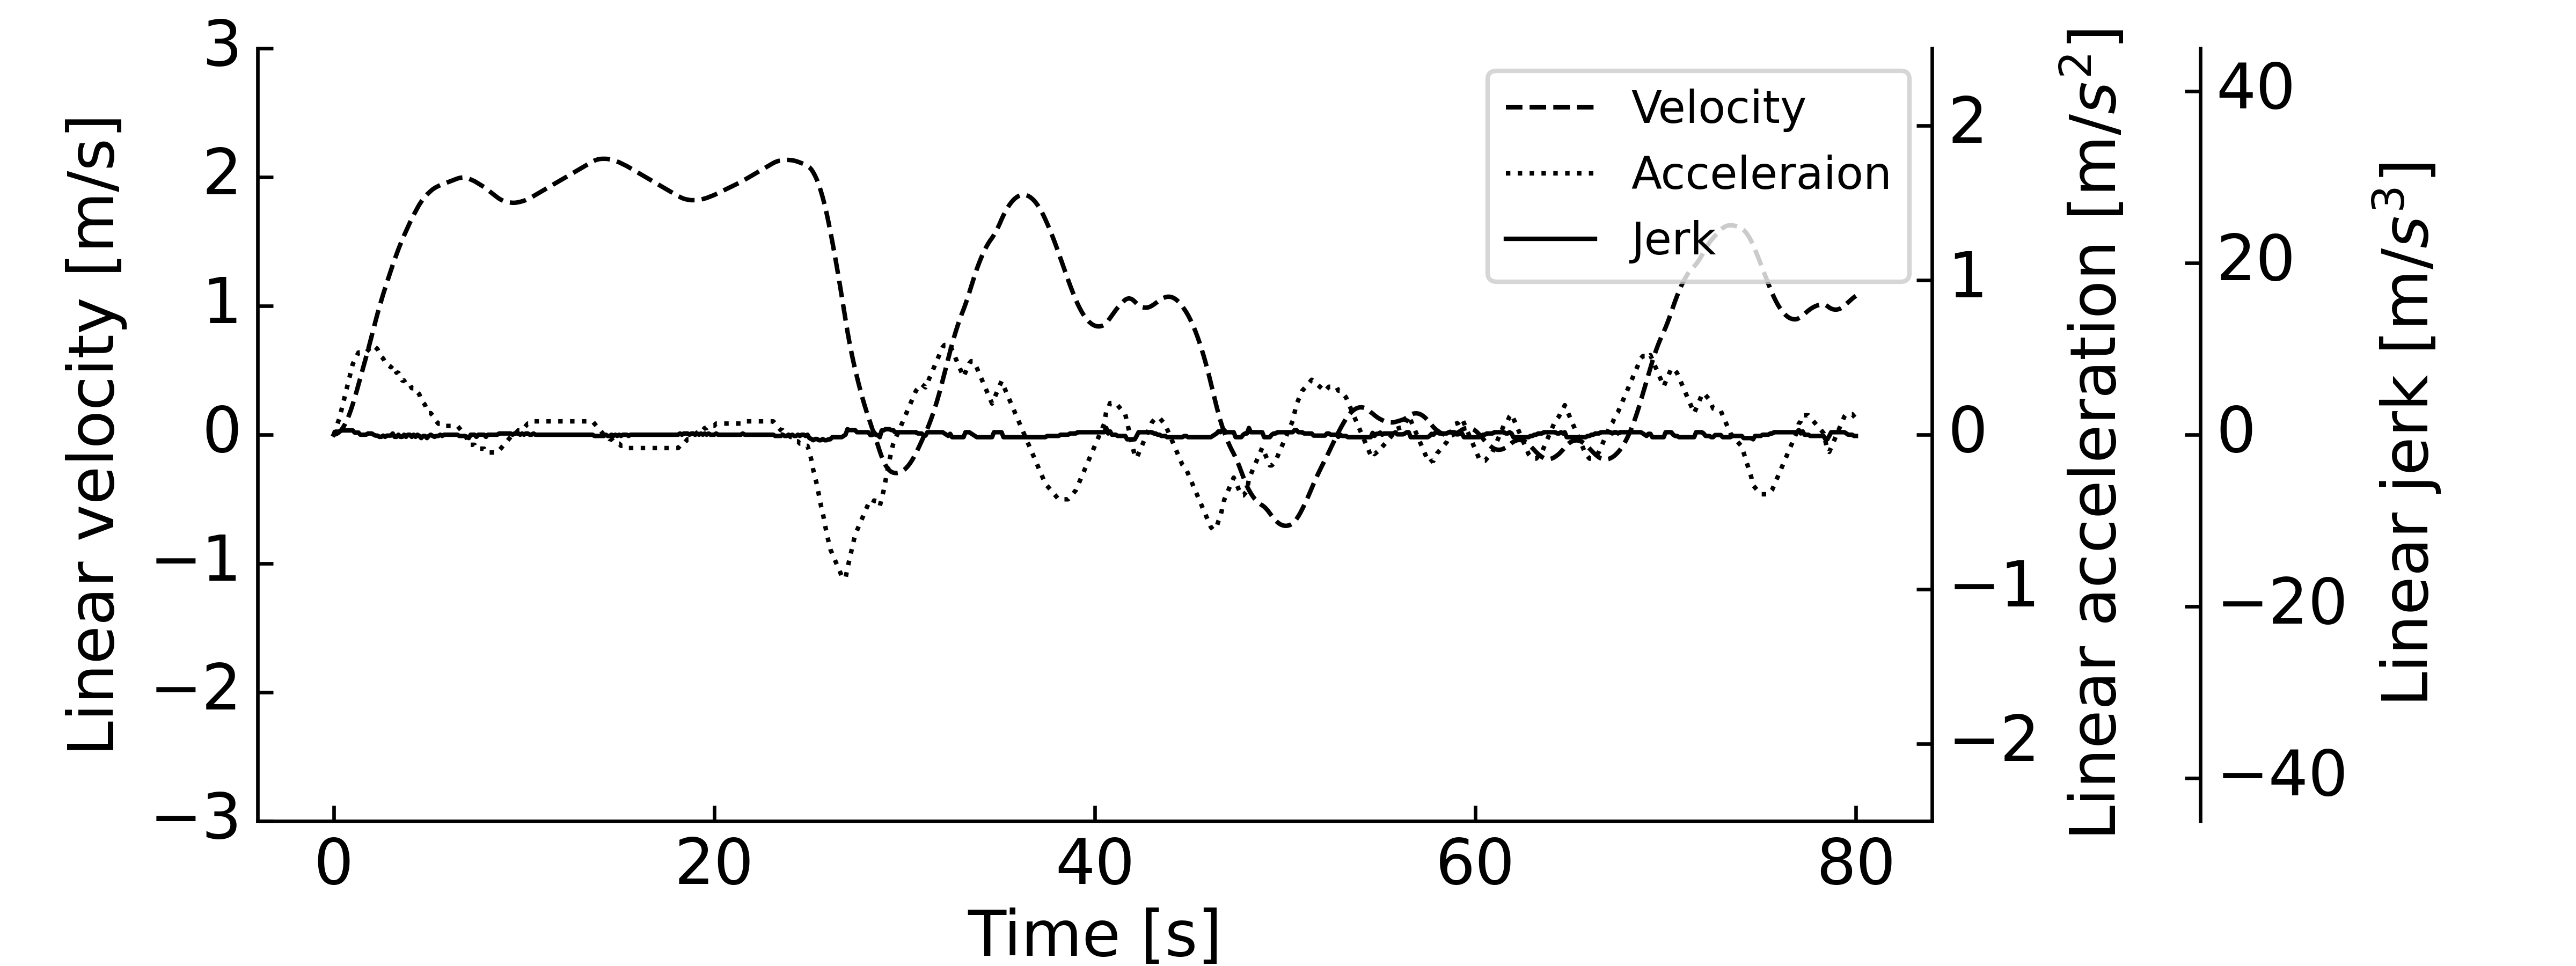 Linear velocity [m/s]
3
2
1
0
−1
−2
−3
0 20 40 60 80
Time [s]
Velocity
Acceleraion
Jerk
2
1
0
−1
−2
Linear acceleration [m/s²]
40
20
0
−20
−40
Linear jerk [m/s³]